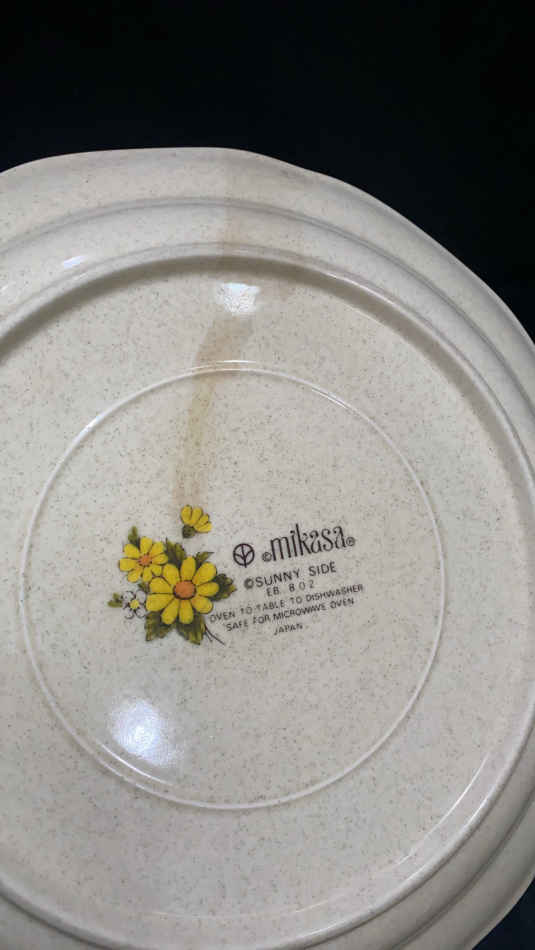 ©mikasa®
©SUNNY SIDE
EB 802
OVEN TO TABLE TO DISHWASHER
SAFE FOR MICROWAVE OVEN
JAPAN